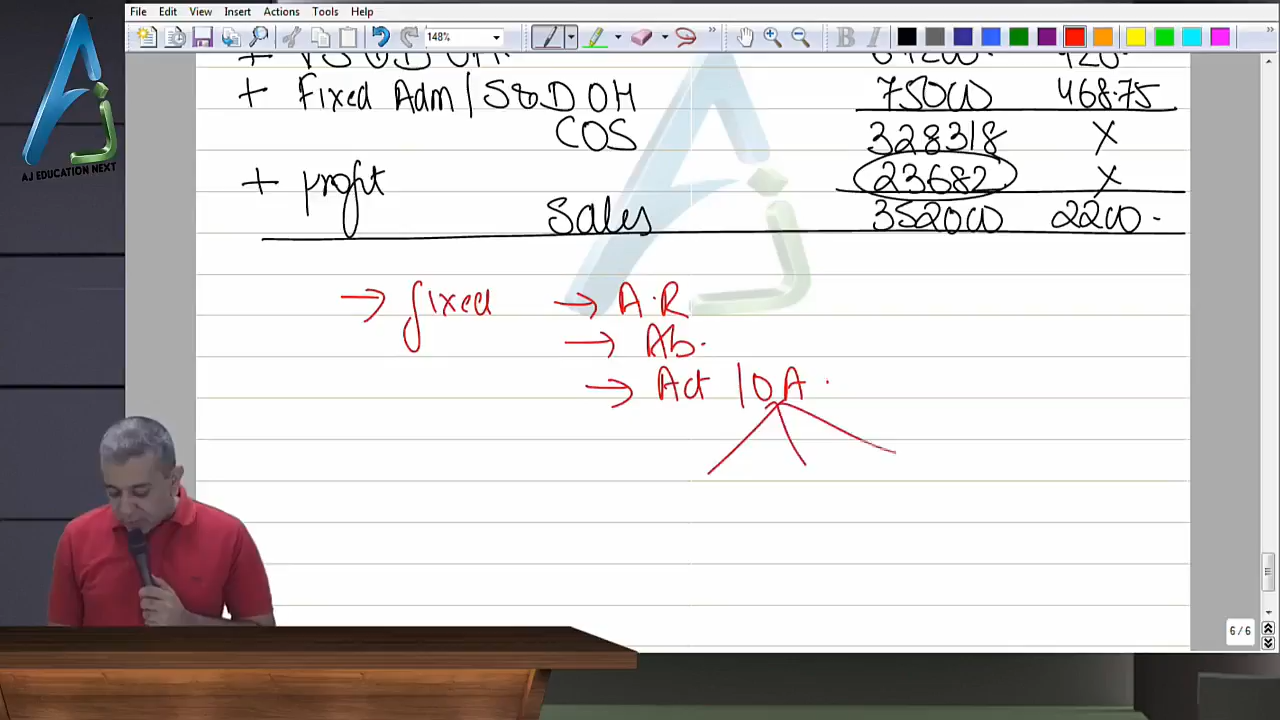 File Edit View Insert Actions Tools Help
148%
AJ EDUCATION NEXT
+ Fixed Adm / S&D OH 75000 468.75
COS 328318 X
+ profit 23682 X
Sales 352000 2200.
→ fixed → A.R
→ Ab.
→ Act / OA.
6 / 6